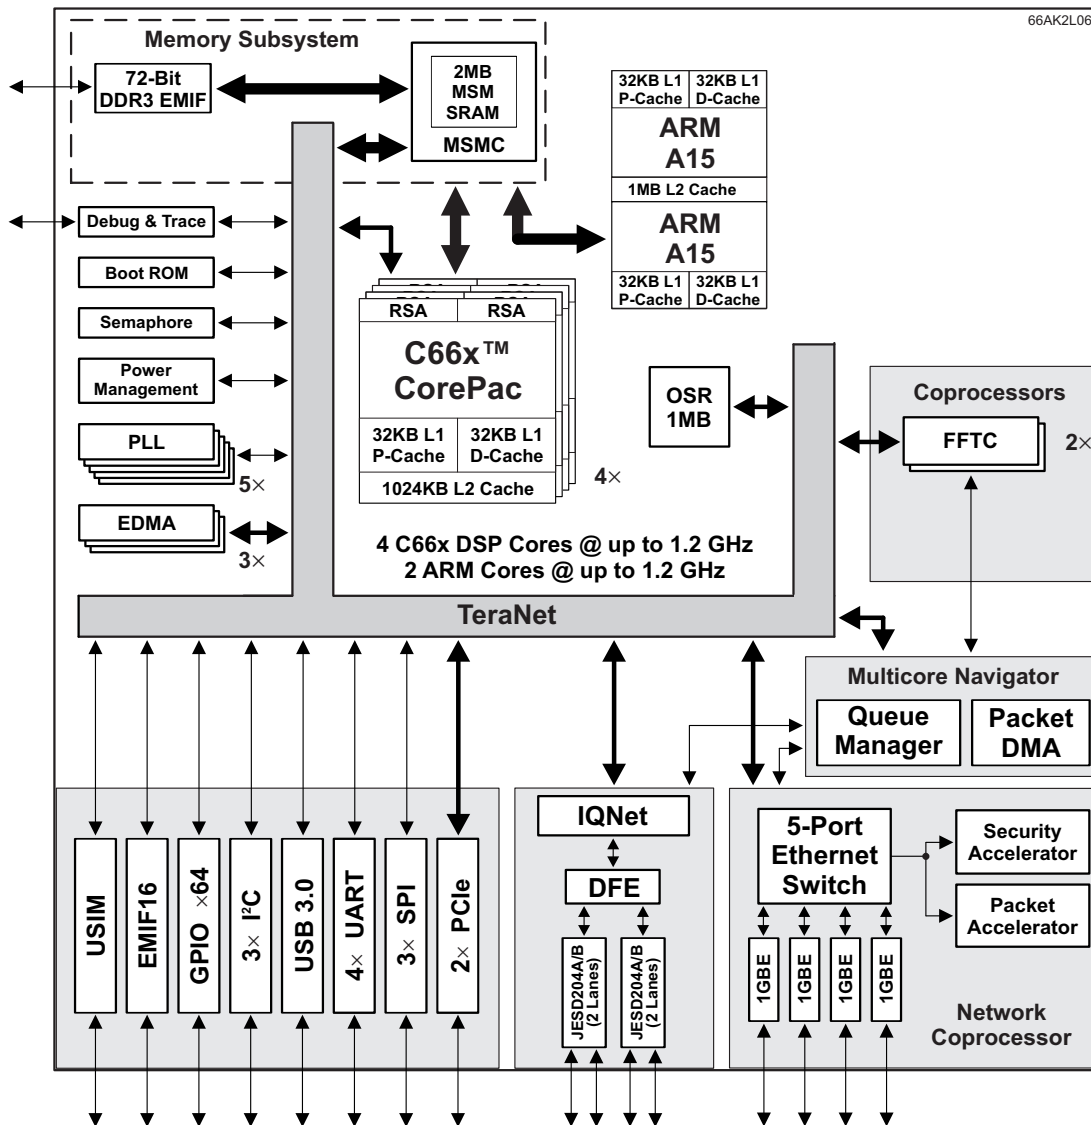 66AK2L06
Memory Subsystem
72-Bit
DDR3 EMIF
2MB
MSM
SRAM
MSMC
32KB L1
P-Cache
32KB L1
D-Cache
ARM
A15
1MB L2 Cache
ARM
A15
32KB L1
P-Cache
32KB L1
D-Cache
Debug & Trace
Boot ROM
Semaphore
Power
Management
PLL
5×
EDMA
3×
RSA
RSA
RSA
RSA
C66x™
CorePac
32KB L1
P-Cache
32KB L1
D-Cache
1024KB L2 Cache
4×
OSR
1MB
Coprocessors
FFTC
2×
4 C66x DSP Cores @ up to 1.2 GHz
2 ARM Cores @ up to 1.2 GHz
TeraNet
Multicore Navigator
Queue
Manager
Packet
DMA
USIM
EMIF16
GPIO ×64
3× I²C
USB 3.0
4× UART
3× SPI
2× PCIe
IQNet
DFE
JESD204A/B
(2 Lanes)
JESD204A/B
(2 Lanes)
5-Port
Ethernet
Switch
Security
Accelerator
Packet
Accelerator
1GBE
1GBE
1GBE
1GBE
Network
Coprocessor